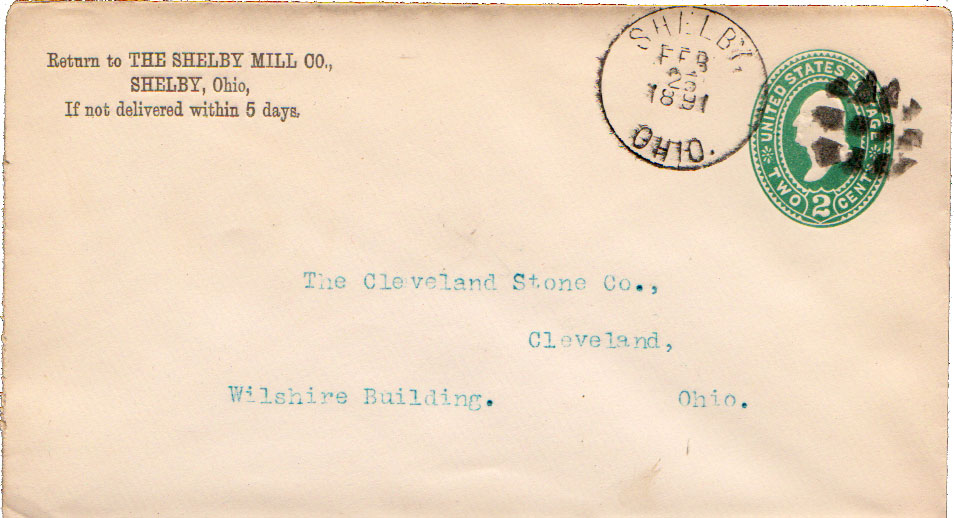 Return to THE SHELBY MILL CO.,
SHELBY, Ohio,
If not delivered within 5 days.
SHELBY,
FEB
1891
OHIO.
UNITED STATES
TWO 2 CENT
The Cleveland Stone Co.,
Cleveland,
Wilshire Building. Ohio.